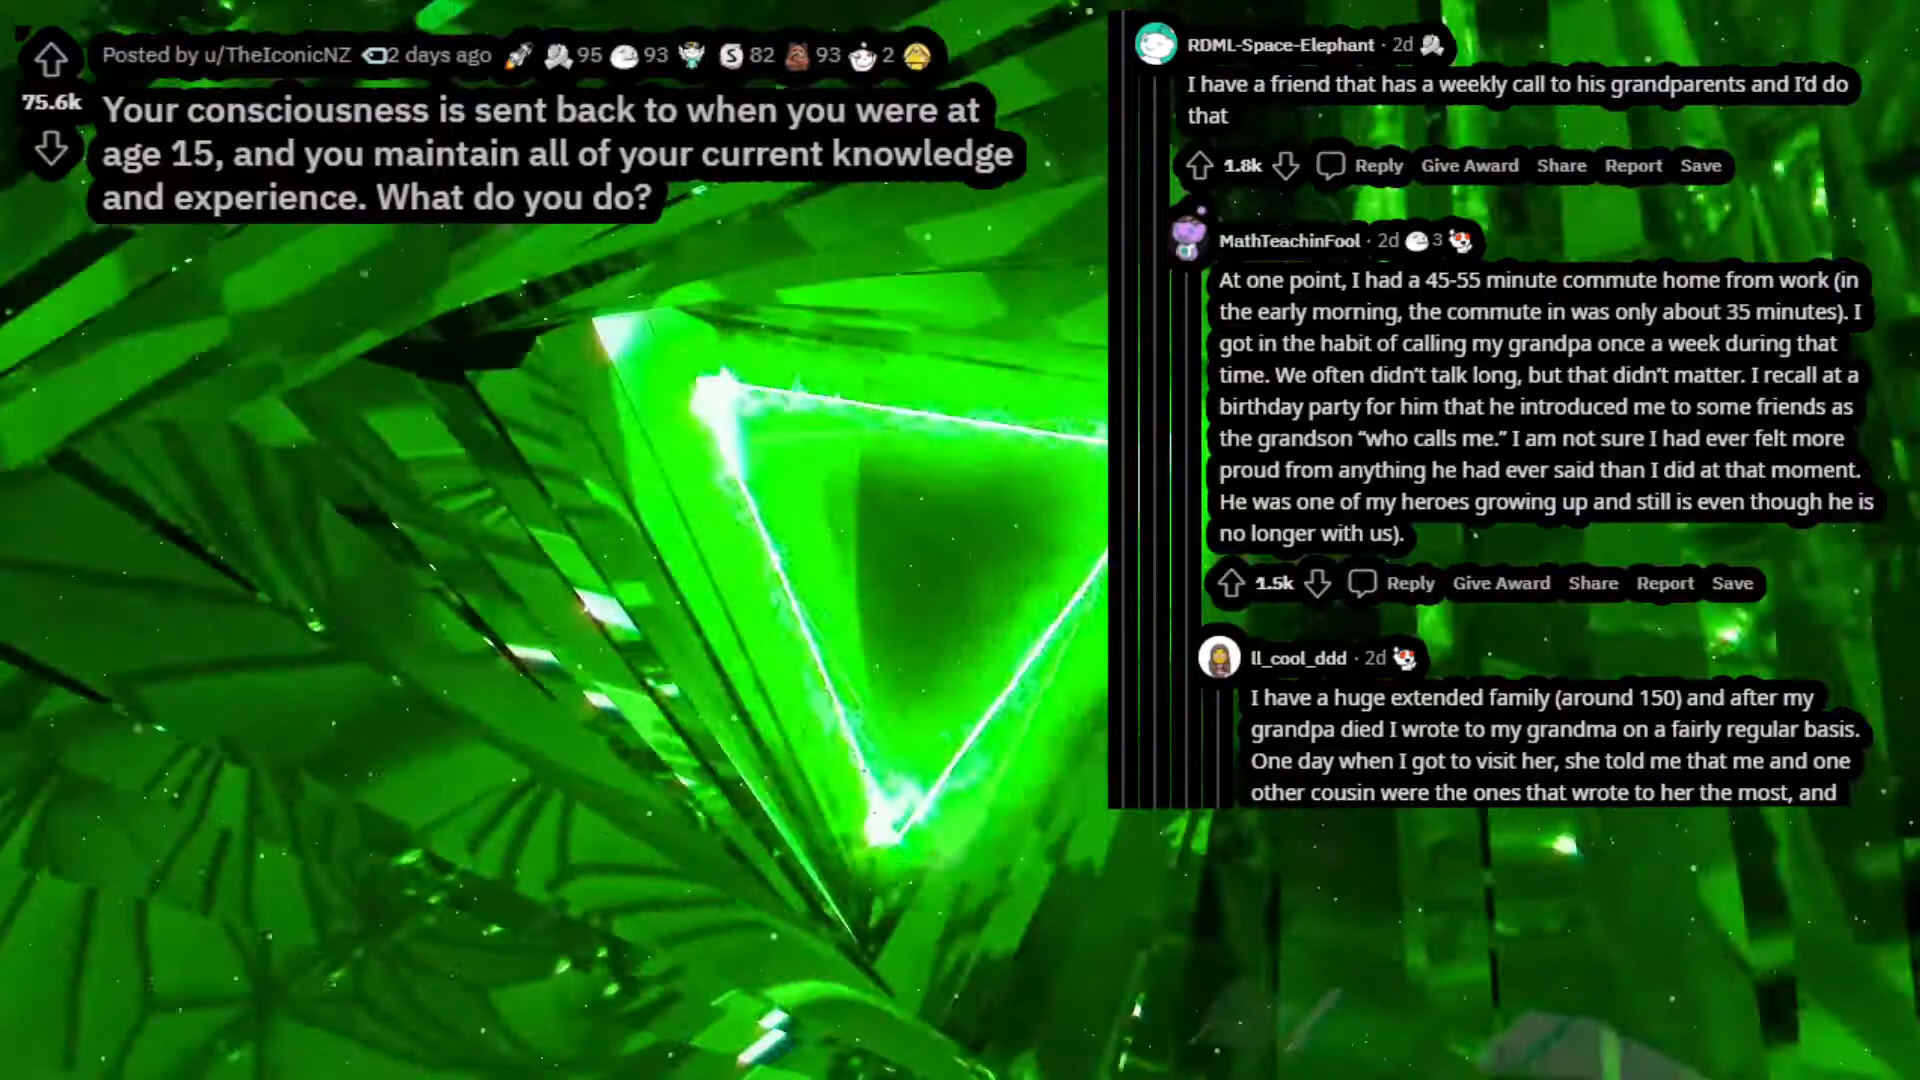 Posted by u/TheIconicNZ 2 days ago 95 93 82 93 2
75.6k
Your consciousness is sent back to when you were at
age 15, and you maintain all of your current knowledge
and experience. What do you do?
RDML-Space-Elephant · 2d
I have a friend that has a weekly call to his grandparents and I'd do
that
1.8k Reply Give Award Share Report Save
MathTeachinFool · 2d 3
At one point, I had a 45-55 minute commute home from work (in
the early morning, the commute in was only about 35 minutes). I
got in the habit of calling my grandpa once a week during that
time. We often didn't talk long, but that didn't matter. I recall at a
birthday party for him that he introduced me to some friends as
the grandson “who calls me.” I am not sure I had ever felt more
proud from anything he had ever said than I did at that moment.
He was one of my heroes growing up and still is even though he is
no longer with us).
1.5k Reply Give Award Share Report Save
ll_cool_ddd · 2d
I have a huge extended family (around 150) and after my
grandpa died I wrote to my grandma on a fairly regular basis.
One day when I got to visit her, she told me that me and one
other cousin were the ones that wrote to her the most, and